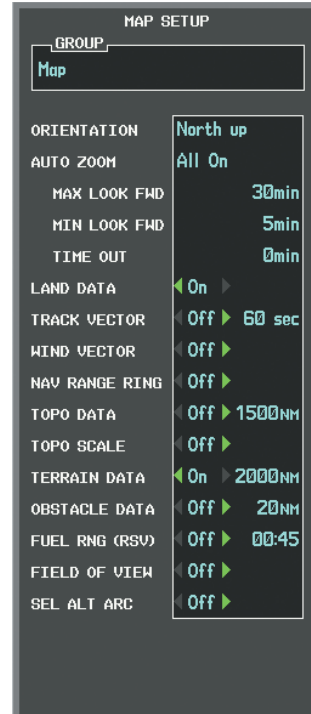 MAP SETUP
GROUP
Map
ORIENTATION North up
AUTO ZOOM All On
MAX LOOK FWD 30min
MIN LOOK FWD 5min
TIME OUT 0min
LAND DATA On
TRACK VECTOR Off 60 sec
WIND VECTOR Off
NAV RANGE RING Off
TOPO DATA Off 1500NM
TOPO SCALE Off
TERRAIN DATA On 2000NM
OBSTACLE DATA Off 20NM
FUEL RNG (RSV) Off 00:45
FIELD OF VIEW Off
SEL ALT ARC Off